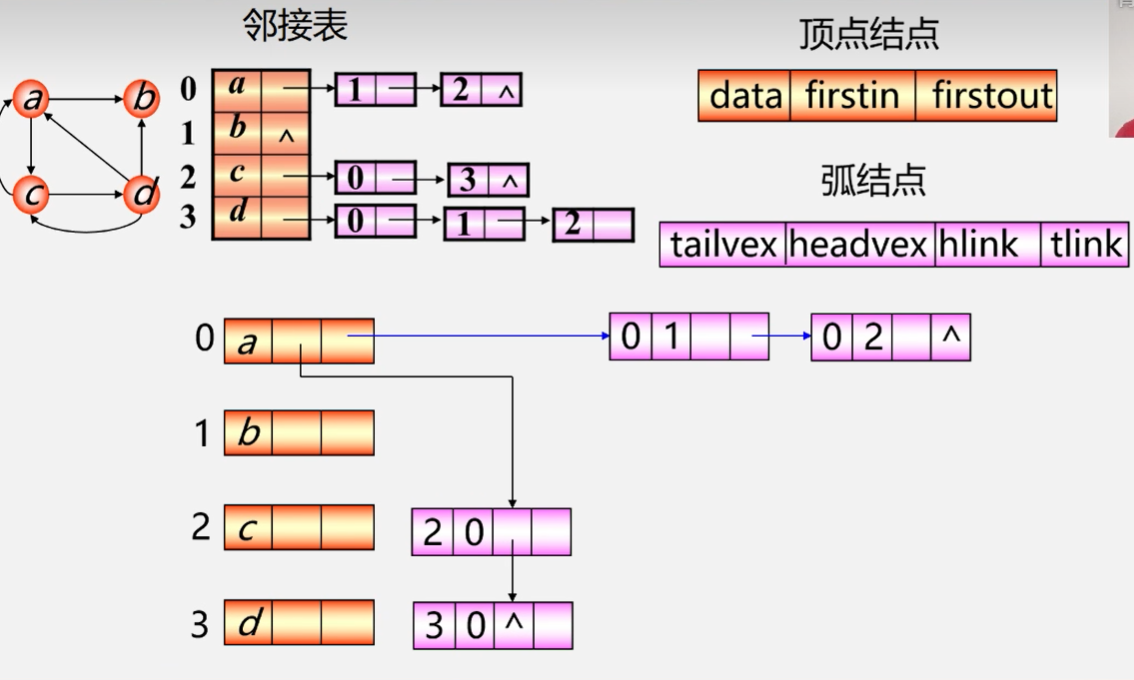 邻接表
顶点结点
a b
c d
0 a 1 2 ^
1 b ^
2 c 0 3 ^
3 d 0 1 2
data firstin firstout
弧结点
tailvex headvex hlink tlink
0 a 0 1 0 2 ^
1 b
2 c 2 0
3 d 3 0 ^